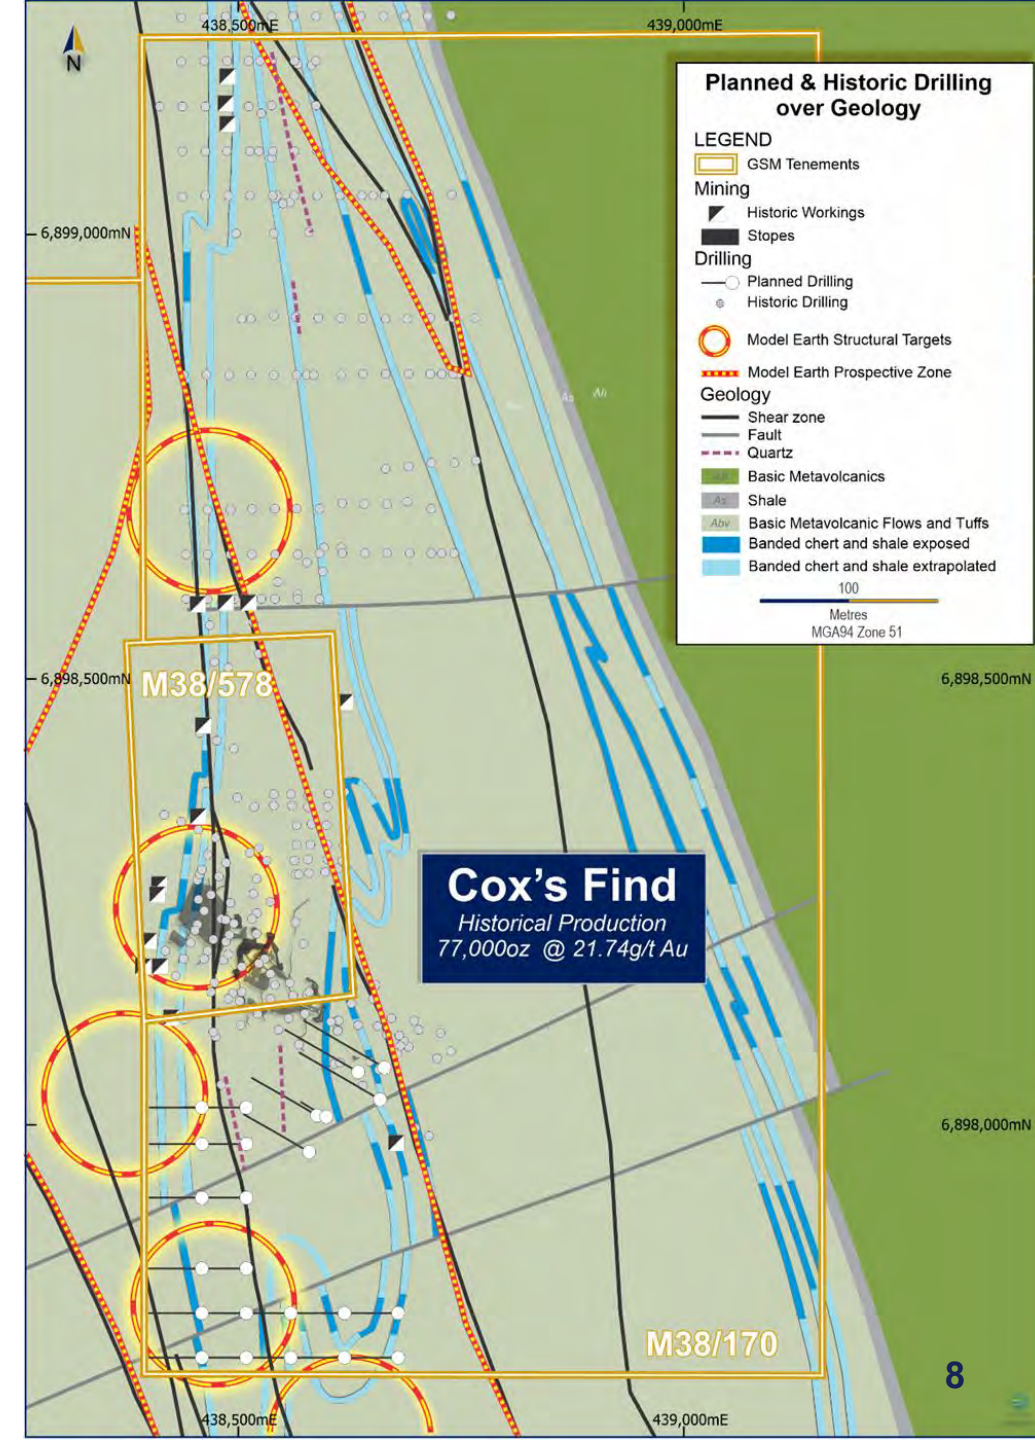 438,500mE
439,000mE
N
Planned & Historic Drilling
over Geology
LEGEND
GSM Tenements
Mining
Historic Workings
Stopes
Drilling
Planned Drilling
Historic Drilling
Model Earth Structural Targets
Model Earth Prospective Zone
Geology
Shear zone
Fault
Quartz
Basic Metavolcanics
As Shale
Abv Basic Metavolcanic Flows and Tuffs
Banded chert and shale exposed
Banded chert and shale extrapolated
100
Metres
MGA94 Zone 51
6,899,000mN
As
6,898,500mN
M38/578
6,898,500mN
Cox's Find
Historical Production
77,000oz @ 21.74g/t Au
6,898,000mN
M38/170
8
438,500mE
439,000mE